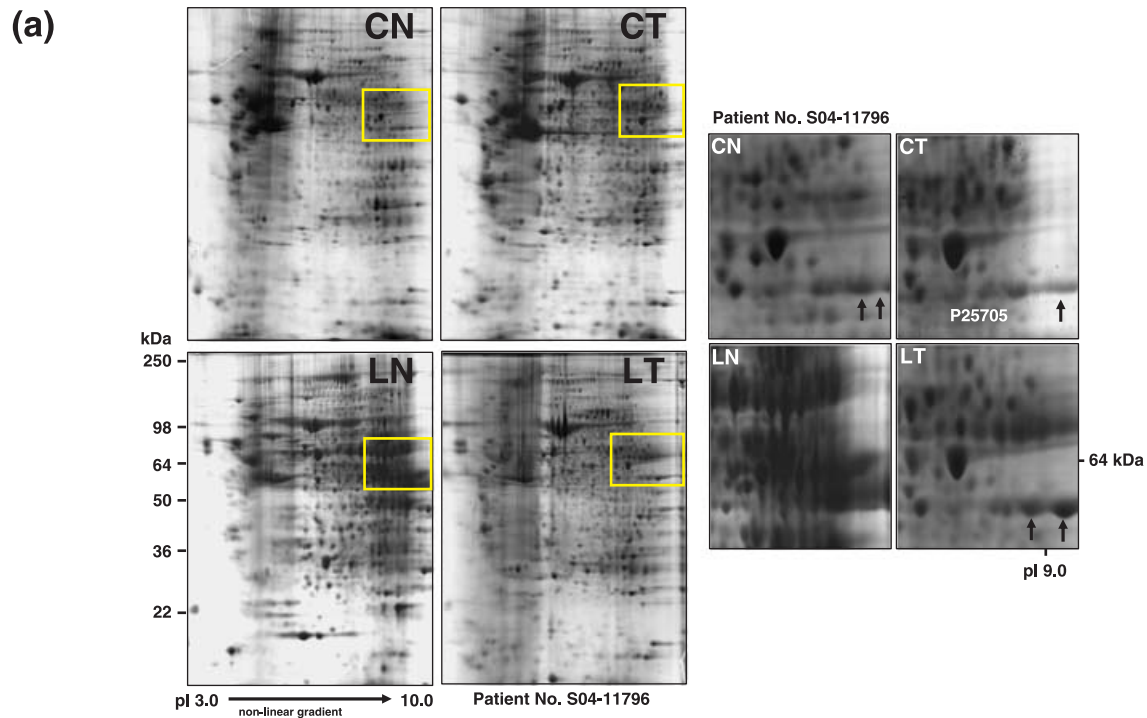 (a)
CN
CT
kDa
250
98
64
50
36
22
LN
LT
pI 3.0
10.0
non-linear gradient
Patient No. S04-11796
Patient No. S04-11796
CN
CT
P25705
LN
LT
64 kDa
pI 9.0